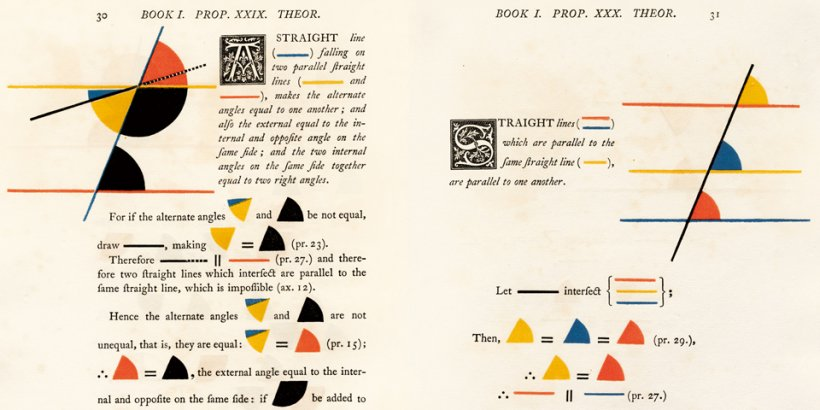 30 BOOK I. PROP. XXIX. THEOR.
A STRAIGHT line
( ) falling on
two parallel ſtraight
lines ( and
), makes the alternate
angles equal to one another ; and
alſo the external equal to the in-
ternal and oppoſite angle on the
ſame ſide ; and the two internal
angles on the ſame ſide together
equal to two right angles.
For if the alternate angles and be not equal,
draw , making = (pr. 23).
Therefore || (pr. 27.) and there-
fore two ſtraight lines which interſect are parallel to the
ſame ſtraight line, which is impoſſible (ax. 12).
Hence the alternate angles and are not
unequal, that is, they are equal: = (pr. 15);
∴ = , the external angle equal to the inter-
nal and oppoſite on the ſame ſide: if be added to
BOOK I. PROP. XXX. THEOR. 31
STRAIGHT lines ( )
which are parallel to the
ſame ſtraight line ( ),
are parallel to one another.
Let interſect { };
Then, = = (pr. 29.),
∴ =
∴ || (pr. 27.)